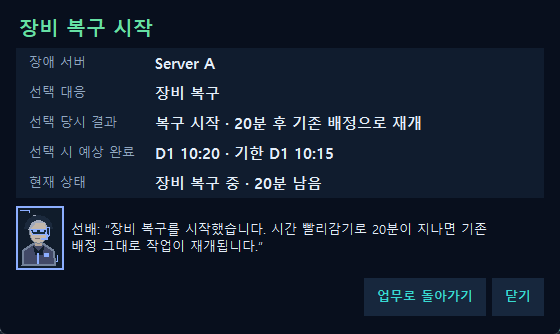 장비 복구 시작
장애 서버 Server A
선택 대응 장비 복구
선택 당시 결과 복구 시작 · 20분 후 기존 배정으로 재개
선택 시 예상 완료 D1 10:20 · 기한 D1 10:15
현재 상태 장비 복구 중 · 20분 남음
선배: "장비 복구를 시작했습니다. 시간 빨리감기로 20분이 지나면 기존
배정 그대로 작업이 재개됩니다."
업무로 돌아가기 닫기